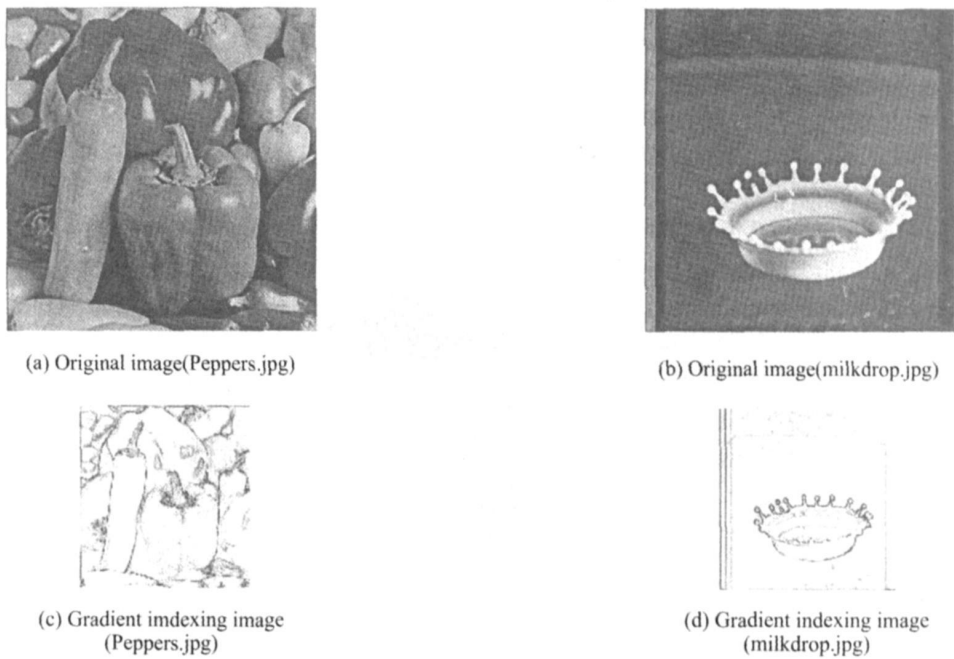 (a) Original image(Peppers.jpg)
(b) Original image(milkdrop.jpg)
(c) Gradient imdexing image
(Peppers.jpg)
(d) Gradient indexing image
(milkdrop.jpg)